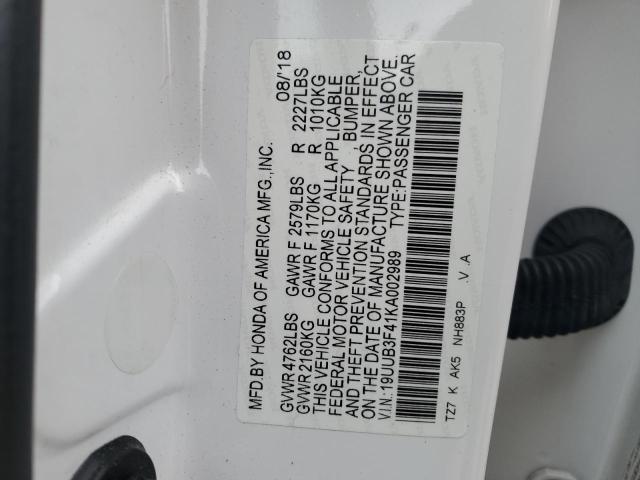 MFD.BY HONDA OF AMERICA MFG.,INC. 08/'18
GVWR 4762LBS GAWR F 2579LBS R 2227LBS
GVWR 2160KG GAWR F 1170KG R 1010KG
THIS VEHICLE CONFORMS TO ALL APPLICABLE
FEDERAL MOTOR VEHICLE SAFETY , BUMPER,
AND THEFT PREVENTION STANDARDS IN EFFECT
ON THE DATE OF MANUFACTURE SHOWN ABOVE.
V.I.N.:19UUB3F41KA002989 TYPE:PASSENGER CAR
TZ7 K AK5 NH883P .V .A